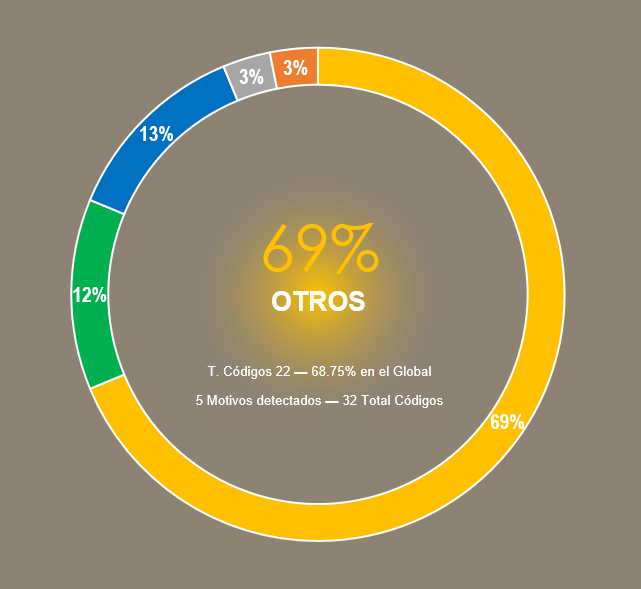 3%
3%
13%
69%
OTROS
12%
T. Códigos 22 — 68.75% en el Global
5 Motivos detectados — 32 Total Códigos
69%